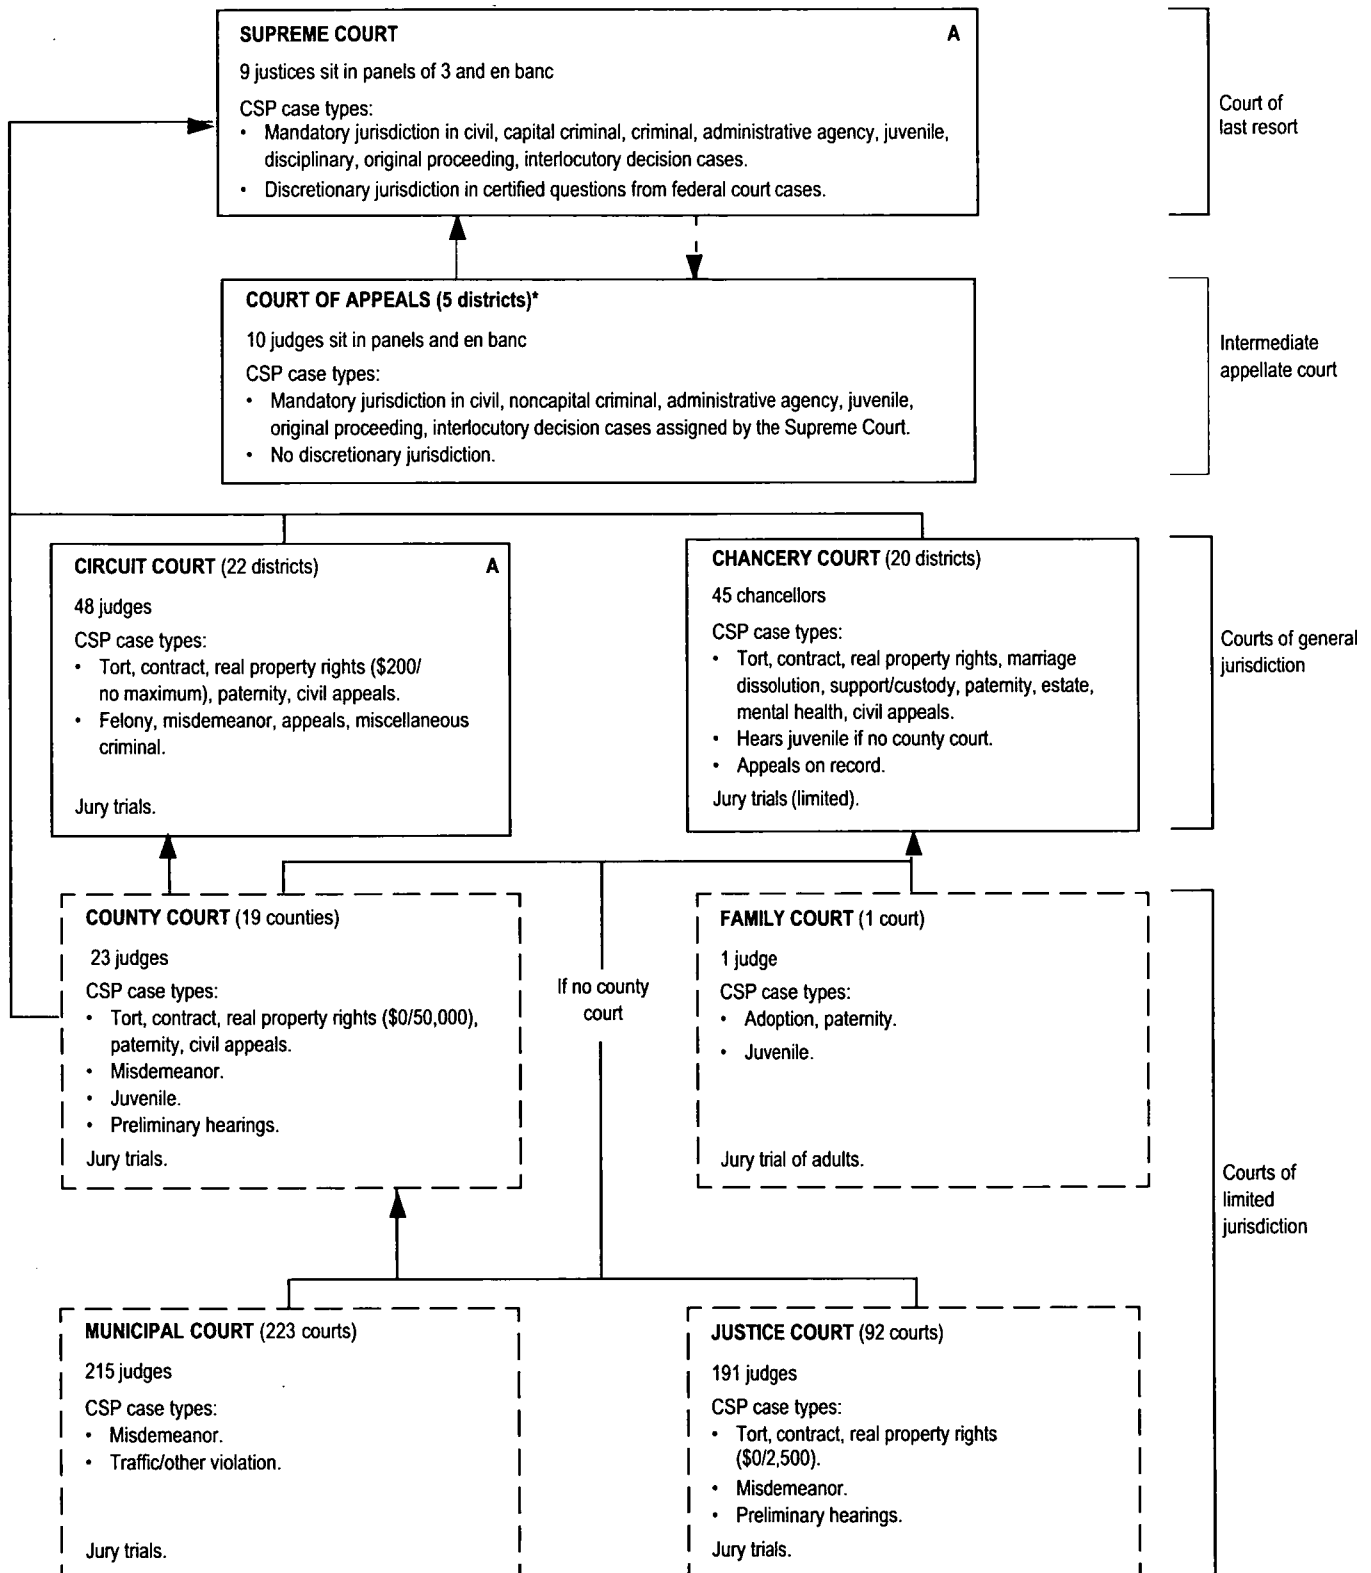 SUPREME COURT A
9 justices sit in panels of 3 and en banc
CSP case types:
• Mandatory jurisdiction in civil, capital criminal, criminal, administrative agency, juvenile,
disciplinary, original proceeding, interlocutory decision cases.
• Discretionary jurisdiction in certified questions from federal court cases.
Court of
last resort
COURT OF APPEALS (5 districts)*
10 judges sit in panels and en banc
CSP case types:
• Mandatory jurisdiction in civil, noncapital criminal, administrative agency, juvenile,
original proceeding, interlocutory decision cases assigned by the Supreme Court.
• No discretionary jurisdiction.
Intermediate
appellate court
CIRCUIT COURT (22 districts) A
48 judges
CSP case types:
• Tort, contract, real property rights ($200/
no maximum), paternity, civil appeals.
• Felony, misdemeanor, appeals, miscellaneous
criminal.
Jury trials.
CHANCERY COURT (20 districts)
45 chancellors
CSP case types:
• Tort, contract, real property rights, marriage
dissolution, support/custody, paternity, estate,
mental health, civil appeals.
• Hears juvenile if no county court.
• Appeals on record.
Jury trials (limited).
Courts of general
jurisdiction
COUNTY COURT (19 counties)
23 judges
CSP case types:
• Tort, contract, real property rights ($0/50,000),
paternity, civil appeals.
• Misdemeanor.
• Juvenile.
• Preliminary hearings.
Jury trials.
If no county
court
FAMILY COURT (1 court)
1 judge
CSP case types:
• Adoption, paternity.
• Juvenile.
Jury trial of adults.
Courts of
limited
jurisdiction
MUNICIPAL COURT (223 courts)
215 judges
CSP case types:
• Misdemeanor.
• Traffic/other violation.
Jury trials.
JUSTICE COURT (92 courts)
191 judges
CSP case types:
• Tort, contract, real property rights
($0/2,500).
• Misdemeanor.
• Preliminary hearings.
Jury trials.